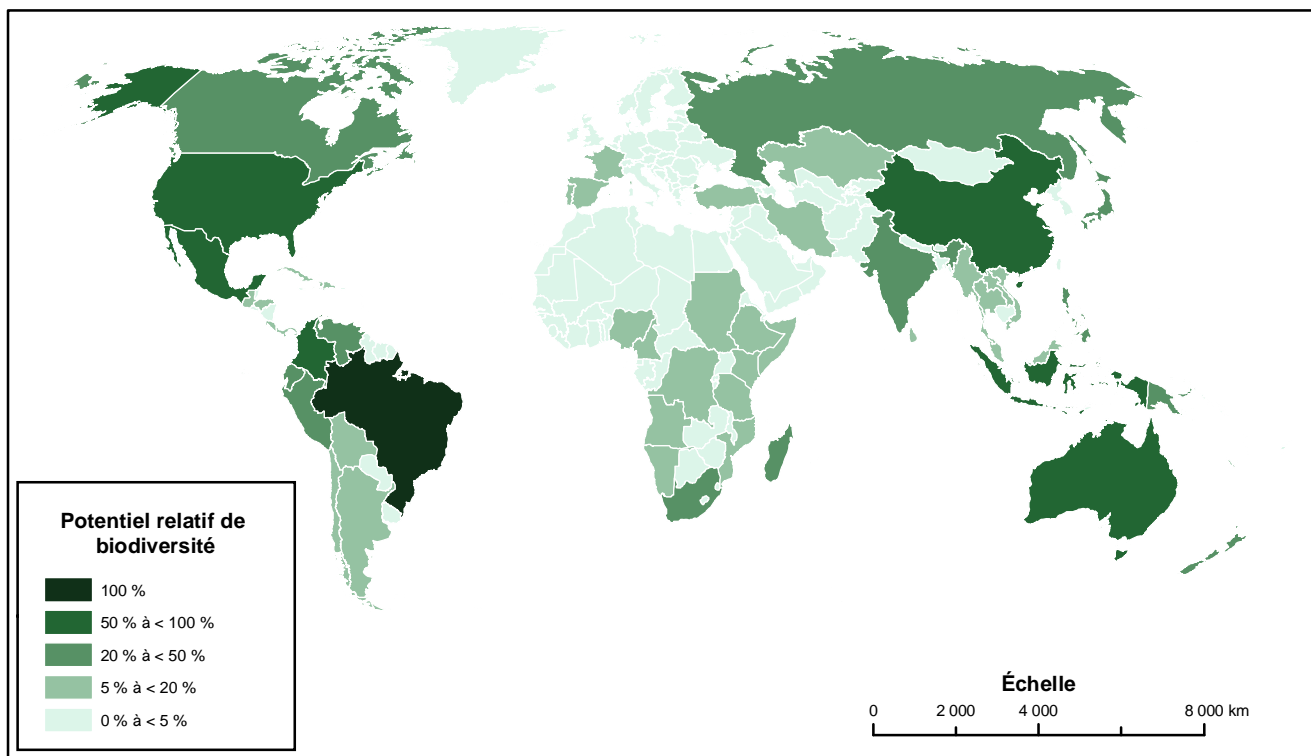 Potentiel relatif de
biodiversité
100 %
50 % à < 100 %
20 % à < 50 %
5 % à < 20 %
0 % à < 5 %
Échelle
0 2 000 4 000 8 000 km